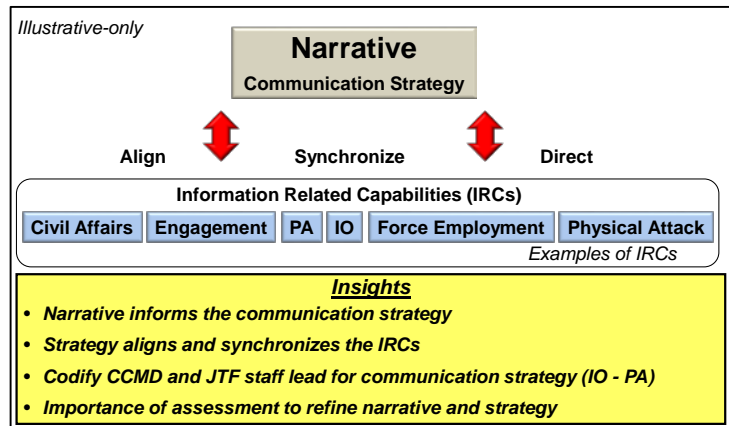 Illustrative-only
Narrative
Communication Strategy
Align Synchronize Direct
Information Related Capabilities (IRCs)
Civil Affairs Engagement PA IO Force Employment Physical Attack
Examples of IRCs
Insights
• Narrative informs the communication strategy
• Strategy aligns and synchronizes the IRCs
• Codify CCMD and JTF staff lead for communication strategy (IO - PA)
• Importance of assessment to refine narrative and strategy